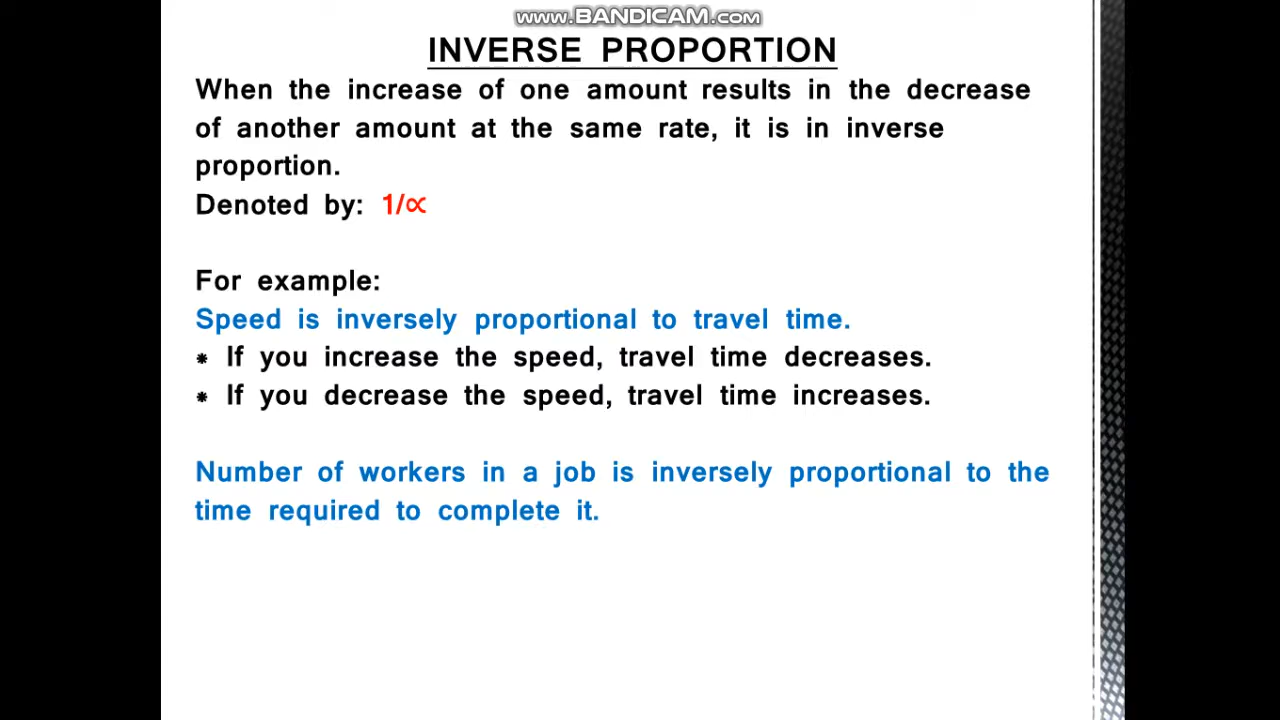 www.BANDICAM.com
INVERSE PROPORTION
When the increase of one amount results in the decrease
of another amount at the same rate, it is in inverse
proportion.
Denoted by: 1/∝
For example:
Speed is inversely proportional to travel time.
* If you increase the speed, travel time decreases.
* If you decrease the speed, travel time increases.
Number of workers in a job is inversely proportional to the
time required to complete it.